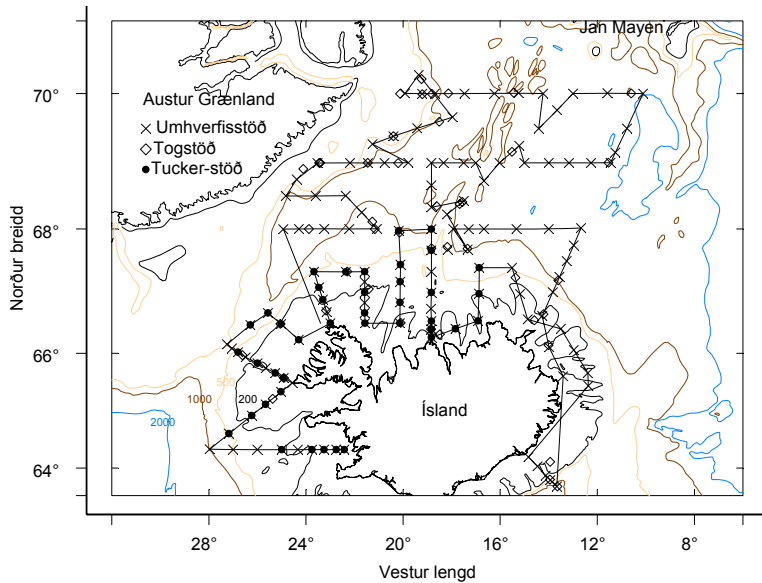 Jan Mayen
70°
Austur Grænland
× Umhverfisstöð
◇ Togstöð
● Tucker-stöð
Norður breidd
68°
66°
500
1000 200
2000
Ísland
64°
28° 24° 20° 16° 12° 8°
Vestur lengd